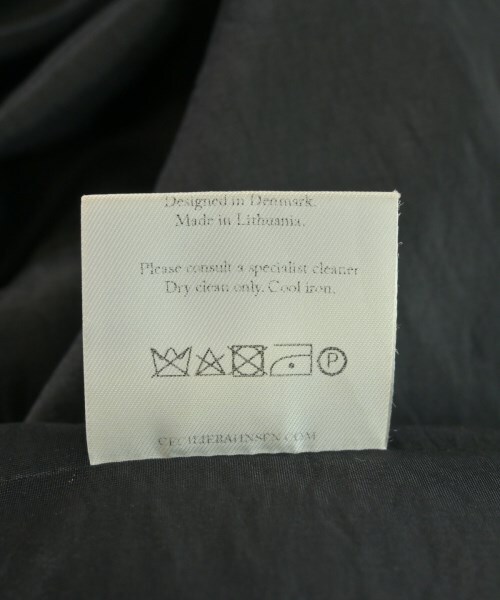 Designed in Denmark.
Made in Lithuania.
Please consult a specialist cleaner
Dry clean only. Cool iron.
P
CECILIEBAHNSEN.COM